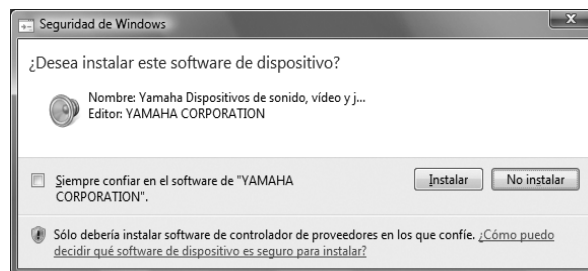 Seguridad de Windows
¿Desea instalar este software de dispositivo?
Nombre: Yamaha Dispositivos de sonido, vídeo y j...
Editor: YAMAHA CORPORATION
Siempre confiar en el software de "YAMAHA
CORPORATION".
Instalar
No instalar
Sólo debería instalar software de controlador de proveedores en los que confíe. ¿Cómo puedo
decidir qué software de dispositivo es seguro para instalar?